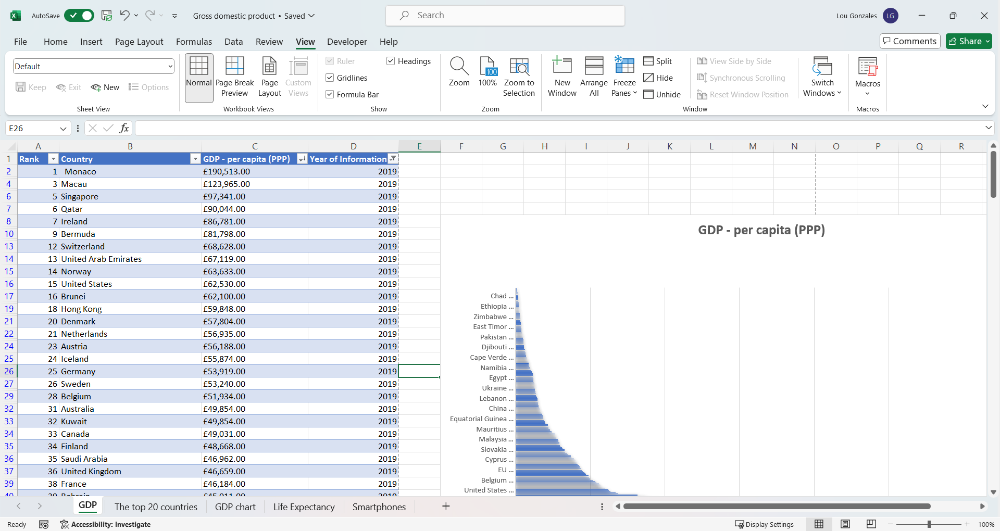 AutoSave Gross domestic product • Saved Search Lou Gonzales LG
File Home Insert Page Layout Formulas Data Review View Developer Help Comments Share
Default
Keep Exit New Options
Sheet View
Normal
Page Break Preview
Page Layout
Custom Views
Workbook Views
Ruler Headings
Gridlines
Formula Bar
Show
Zoom
100
100%
Zoom to Selection
Zoom
New Window
Arrange All
Freeze Panes
Split
Hide
Unhide
View Side by Side
Synchronous Scrolling
Reset Window Position
Window
Switch Windows
Macros
Macros
E26 fx
A B C D E F G H I J K L M N O P Q R
1 Rank Country GDP - per capita (PPP) Year of Information
2 1 Monaco £190,513.00 2019
4 3 Macau £123,965.00 2019
6 5 Singapore £97,341.00 2019
7 6 Qatar £90,044.00 2019
8 7 Ireland £86,781.00 2019
10 9 Bermuda £81,798.00 2019
13 12 Switzerland £68,628.00 2019
14 13 United Arab Emirates £67,119.00 2019
15 14 Norway £63,633.00 2019
16 15 United States £62,530.00 2019
17 16 Brunei £62,100.00 2019
19 18 Hong Kong £59,848.00 2019
21 20 Denmark £57,804.00 2019
22 21 Netherlands £56,935.00 2019
24 23 Austria £56,188.00 2019
25 24 Iceland £55,874.00 2019
26 25 Germany £53,919.00 2019
27 26 Sweden £53,240.00 2019
29 28 Belgium £51,934.00 2019
32 31 Australia £49,854.00 2019
33 32 Kuwait £49,854.00 2019
34 33 Canada £49,031.00 2019
35 34 Finland £48,668.00 2019
36 35 Saudi Arabia £46,962.00 2019
37 36 United Kingdom £46,659.00 2019
39 38 France £46,184.00 2019
40 39 Bahrain £45,011.00 2019
GDP - per capita (PPP)
Chad ...
Ethiopia ...
Zimbabwe ...
East Timor ...
Pakistan ...
Djibouti ...
Cape Verde ...
Namibia ...
Egypt ...
Ukraine ...
Lebanon ...
China ...
Equatorial Guinea ...
Mauritius ...
Malaysia ...
Slovakia ...
Cyprus ...
EU ...
Belgium ...
United States ...
GDP The top 20 countries GDP chart Life Expectancy Smartphones
Ready Accessibility: Investigate Display Settings 100%